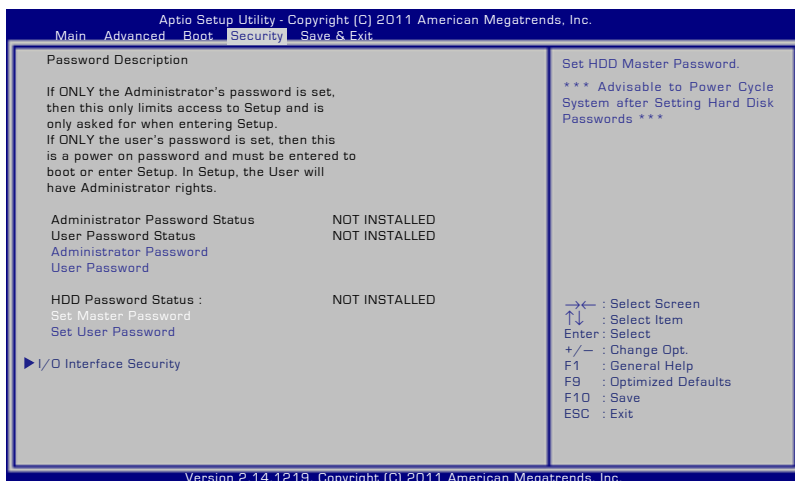 Aptio Setup Utility - Copyright (C) 2011 American Megatrends, Inc.
Main Advanced Boot Security Save & Exit
Password Description
If ONLY the Administrator's password is set,
then this only limits access to Setup and is
only asked for when entering Setup.
If ONLY the user's password is set, then this
is a power on password and must be entered to
boot or enter Setup. In Setup, the User will
have Administrator rights.
Administrator Password Status NOT INSTALLED
User Password Status NOT INSTALLED
Administrator Password
User Password
HDD Password Status : NOT INSTALLED
Set Master Password
Set User Password
I/O Interface Security
Set HDD Master Password.
*** Advisable to Power Cycle
System after Setting Hard Disk
Passwords ***
→← : Select Screen
↑↓ : Select Item
Enter : Select
+/— : Change Opt.
F1 : General Help
F9 : Optimized Defaults
F10 : Save
ESC : Exit
Version 2.14.1219. Copyright (C) 2011 American Megatrends, Inc.